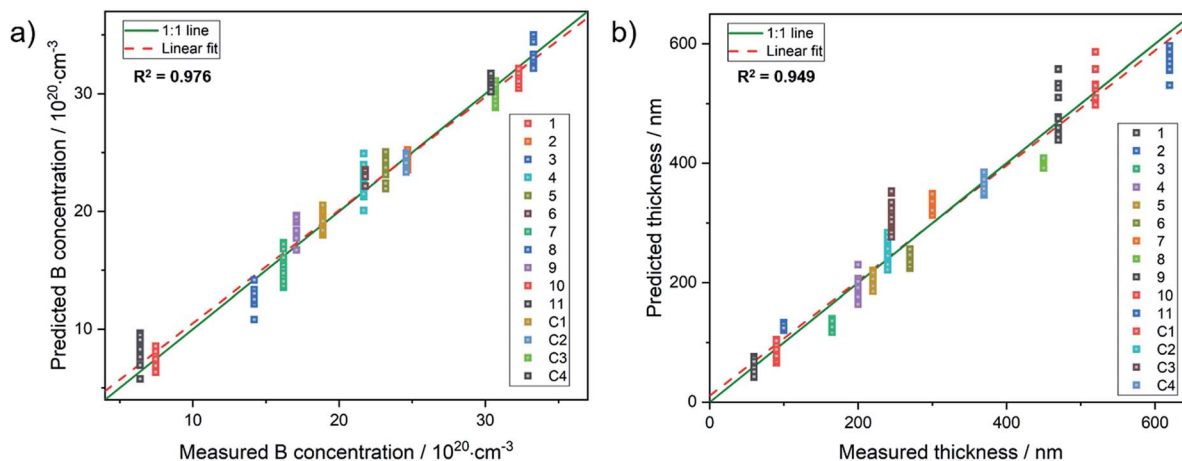 a)
1:1 line
Linear fit
R² = 0.976
Predicted B concentration / 10²⁰·cm⁻³
30
20
10
1
2
3
4
5
6
7
8
9
10
11
C1
C2
C3
C4
10
20
30
Measured B concentration / 10²⁰·cm⁻³
b)
1:1 line
Linear fit
R² = 0.949
Predicted thickness / nm
600
400
200
0
1
2
3
4
5
6
7
8
9
10
11
C1
C2
C3
C4
0
200
400
600
Measured thickness / nm